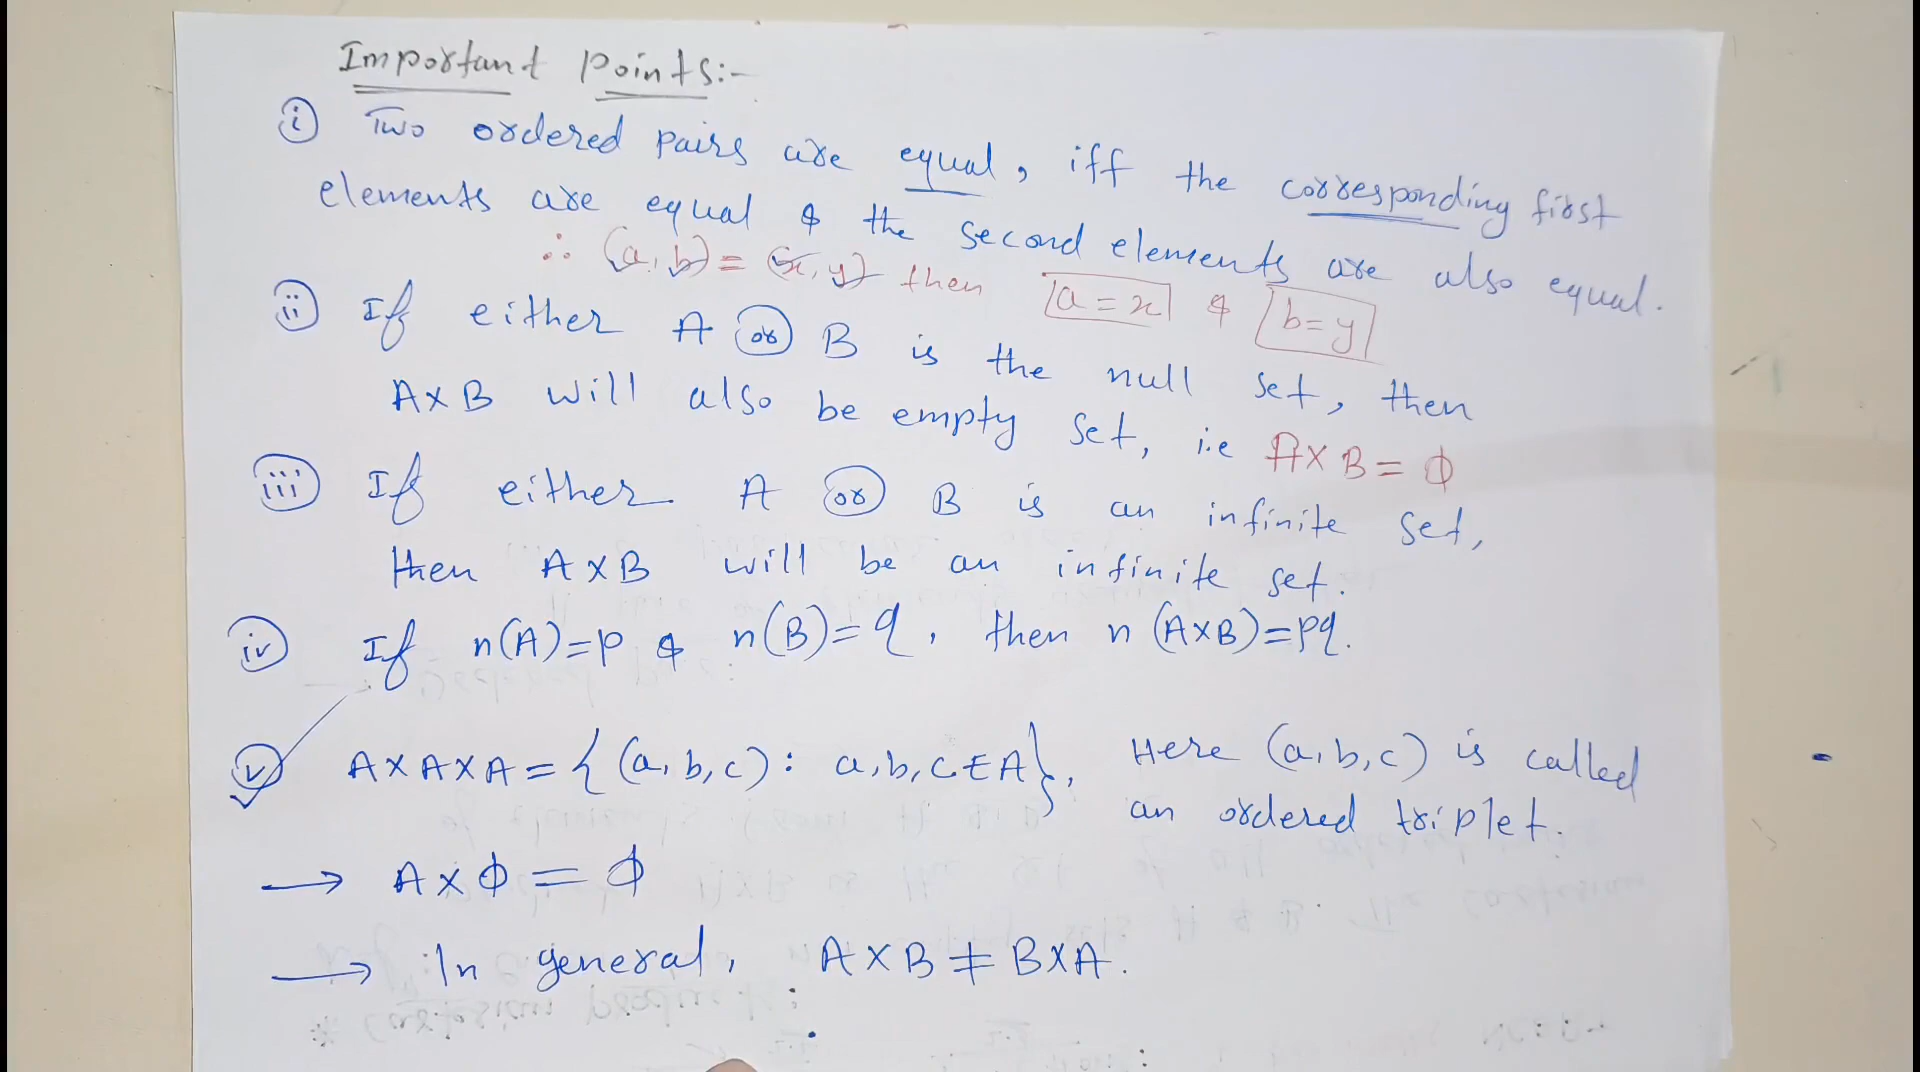 Important Points:-
(i) Two ordered pairs are equal, iff the corresponding first
elements are equal & the second elements are also equal.
∴ (a, b) = (x, y) then a = x & b = y
(ii) If either A or B is the null set, then
A×B will also be empty set, i.e A×B = ϕ
(iii) If either A or B is an infinite set,
then A×B will be an infinite set.
(iv) If n(A)=p & n(B)=q, then n(A×B)=pq.
(v) A×A×A = {(a, b, c): a, b, c ∈ A}, Here (a, b, c) is called
an ordered triplet.
→ A×ϕ = ϕ
→ In general, A×B ≠ B×A.